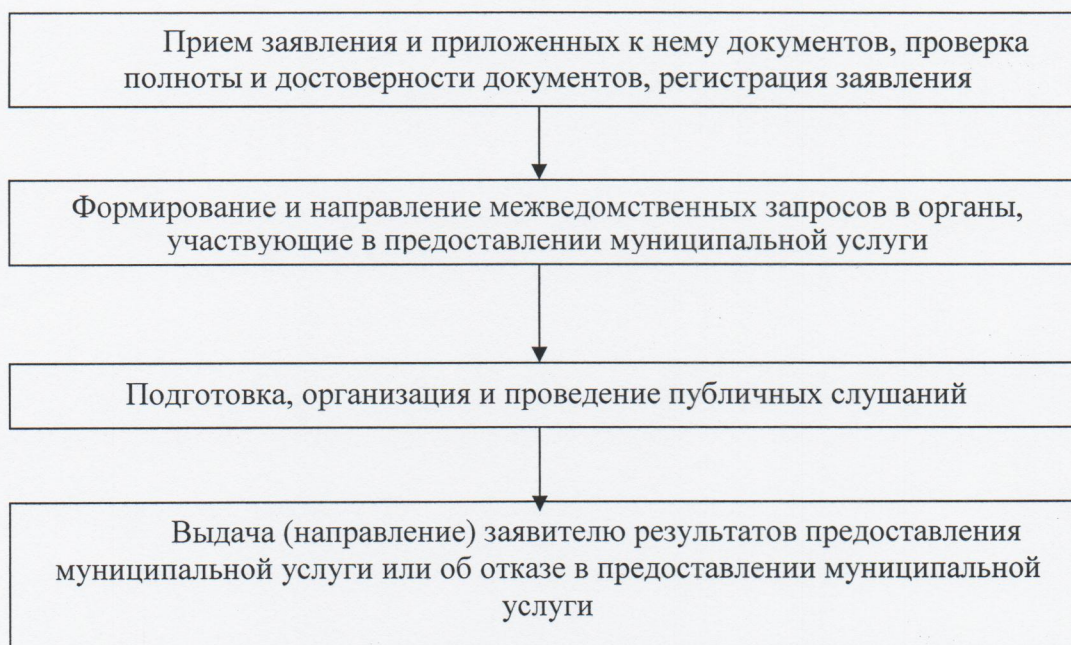 Прием заявления и приложенных к нему документов, проверка
полноты и достоверности документов, регистрация заявления
Формирование и направление межведомственных запросов в органы,
участвующие в предоставлении муниципальной услуги
Подготовка, организация и проведение публичных слушаний
Выдача (направление) заявителю результатов предоставления
муниципальной услуги или об отказе в предоставлении муниципальной
услуги